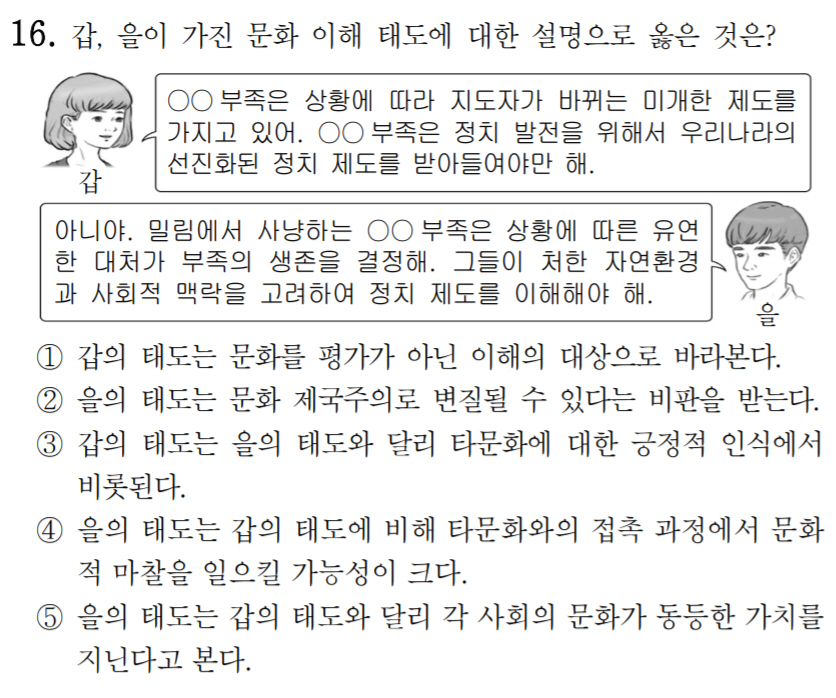 16. 갑, 을이 가진 문화 이해 태도에 대한 설명으로 옳은 것은?
○○ 부족은 상황에 따라 지도자가 바뀌는 미개한 제도를
가지고 있어. ○○ 부족은 정치 발전을 위해서 우리나라의
선진화된 정치 제도를 받아들여야만 해.
갑
아니야. 밀림에서 사냥하는 ○○ 부족은 상황에 따른 유연
한 대처가 부족의 생존을 결정해. 그들이 처한 자연환경
과 사회적 맥락을 고려하여 정치 제도를 이해해야 해.
을
① 갑의 태도는 문화를 평가가 아닌 이해의 대상으로 바라본다.
② 을의 태도는 문화 제국주의로 변질될 수 있다는 비판을 받는다.
③ 갑의 태도는 을의 태도와 달리 타문화에 대한 긍정적 인식에서
비롯된다.
④ 을의 태도는 갑의 태도에 비해 타문화와의 접촉 과정에서 문화
적 마찰을 일으킬 가능성이 크다.
⑤ 을의 태도는 갑의 태도와 달리 각 사회의 문화가 동등한 가치를
지닌다고 본다.